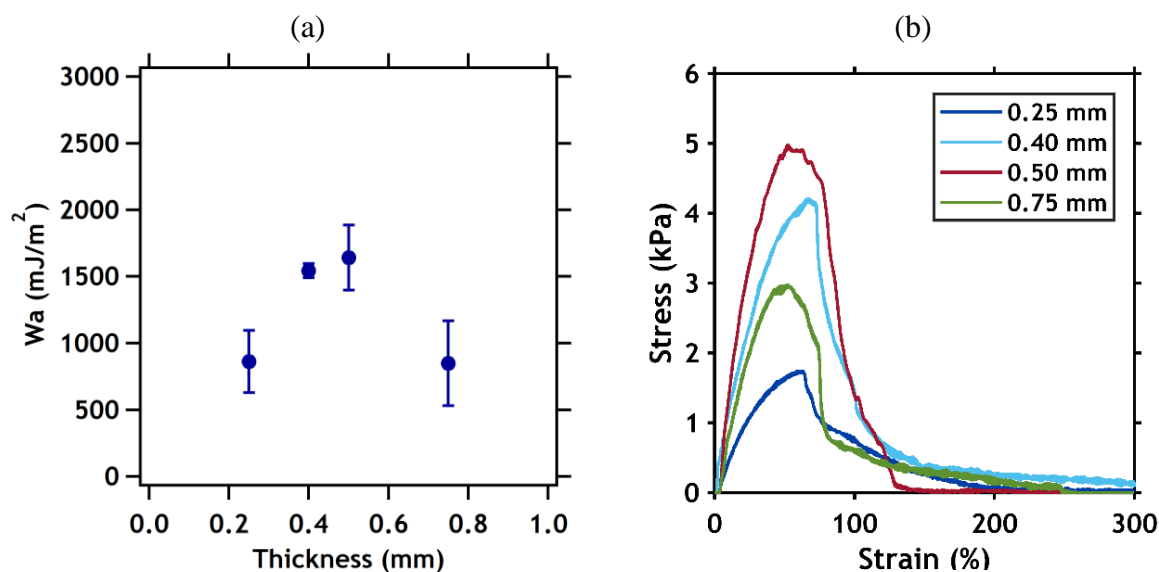 (a)
3000
2500
2000
1500
1000
500
0
Wa (mJ/m²)
0.0 0.2 0.4 0.6 0.8 1.0
Thickness (mm)
(b)
6
5
4
3
2
1
0
Stress (kPa)
0.25 mm
0.40 mm
0.50 mm
0.75 mm
0 100 200 300
Strain (%)